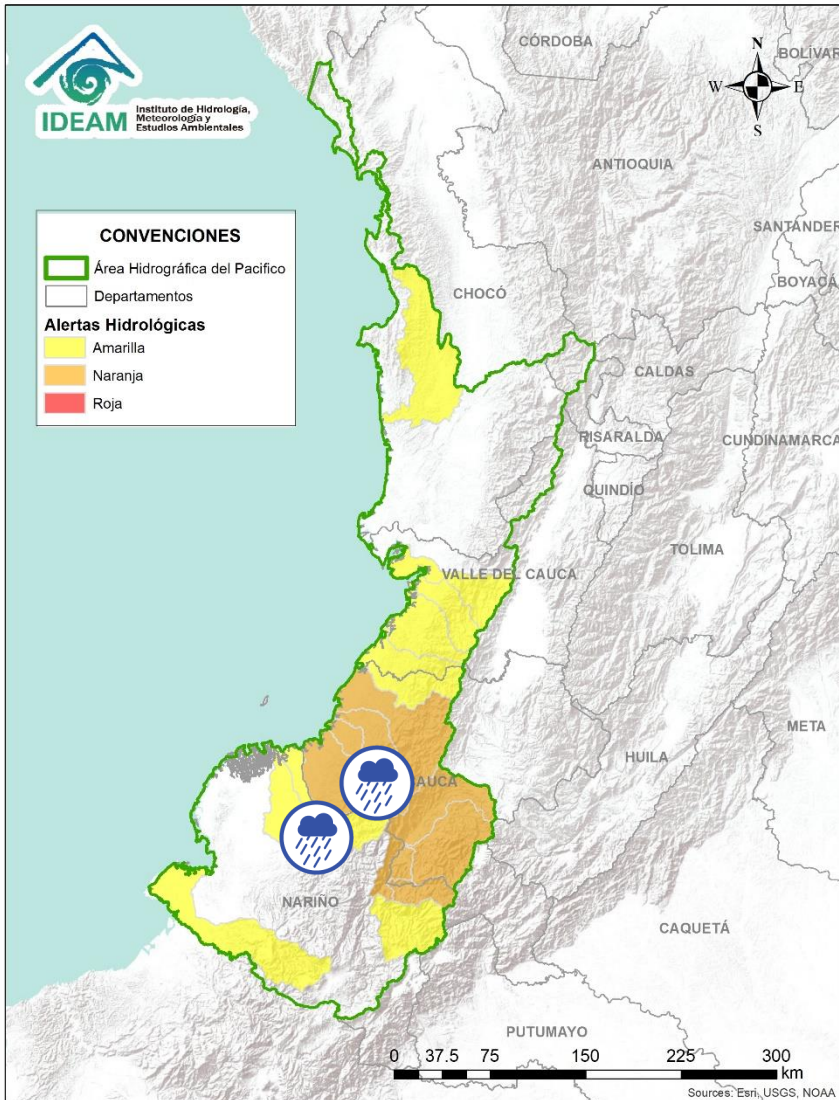 IDEAM
Instituto de Hidrología,
Meteorología y
Estudios Ambientales
CÓRDOBA
BOLÍVAR
N
W
E
S
ANTIOQUIA
SANTANDER
CONVENCIONES
Área Hidrográfica del Pacifico
Departamentos
Alertas Hidrológicas
Amarilla
Naranja
Roja
BOYACÁ
CHOCÓ
CALDAS
RISARALDA
CUNDINAMARCA
QUINDÍO
TOLIMA
VALLE DEL CAUCA
META
HUILA
AUCA
NARIÑO
CAQUETÁ
PUTUMAYO
0 37.5 75 150 225 300
km
Sources: Esri, USGS, NOAA